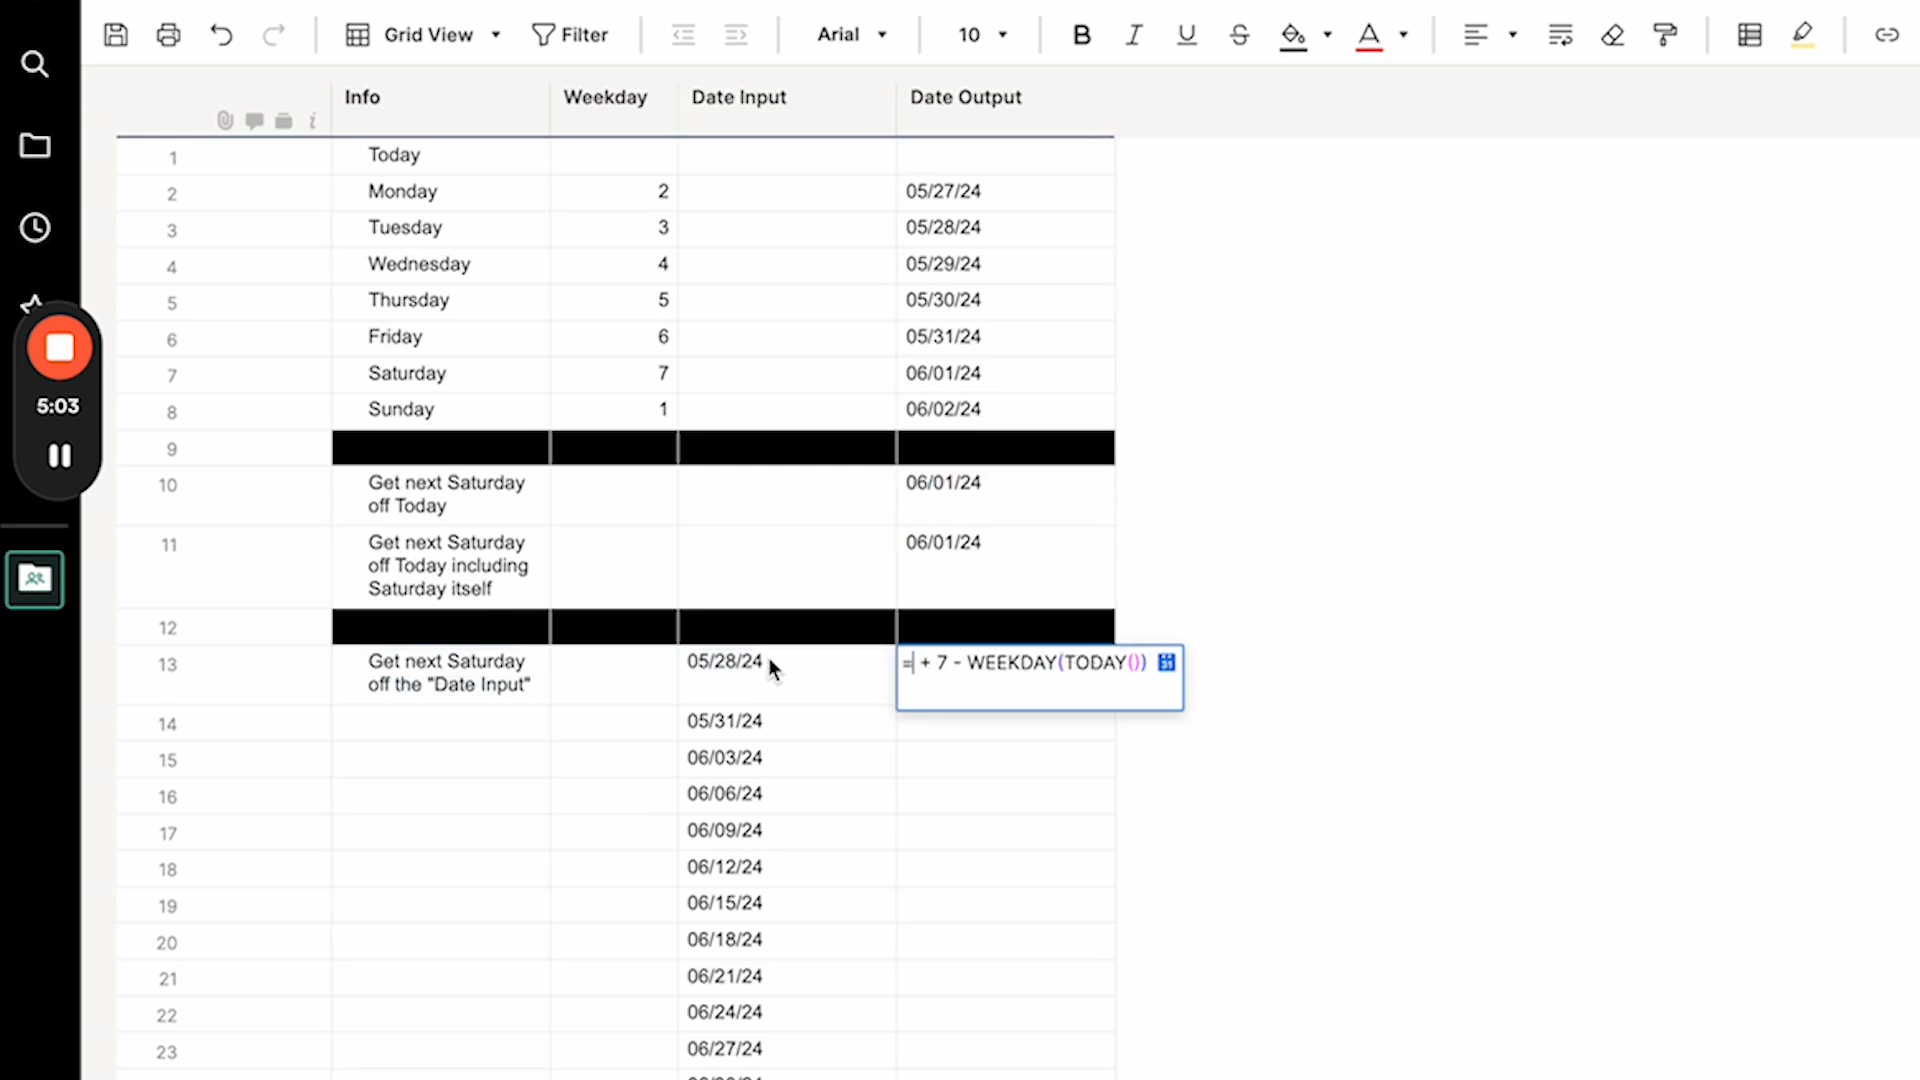 Grid View
Filter
Arial
10
B
I
U
S
A
Info
Weekday
Date Input
Date Output
1
Today
2
Monday
2
05/27/24
3
Tuesday
3
05/28/24
4
Wednesday
4
05/29/24
5
Thursday
5
05/30/24
6
Friday
6
05/31/24
7
Saturday
7
06/01/24
8
Sunday
1
06/02/24
5:03
9
10
Get next Saturday
off Today
06/01/24
11
Get next Saturday
off Today including
Saturday itself
06/01/24
12
13
Get next Saturday
off the "Date Input"
05/28/24
= + 7 - WEEKDAY(TODAY())
14
05/31/24
15
06/03/24
16
06/06/24
17
06/09/24
18
06/12/24
19
06/15/24
20
06/18/24
21
06/21/24
22
06/24/24
23
06/27/24